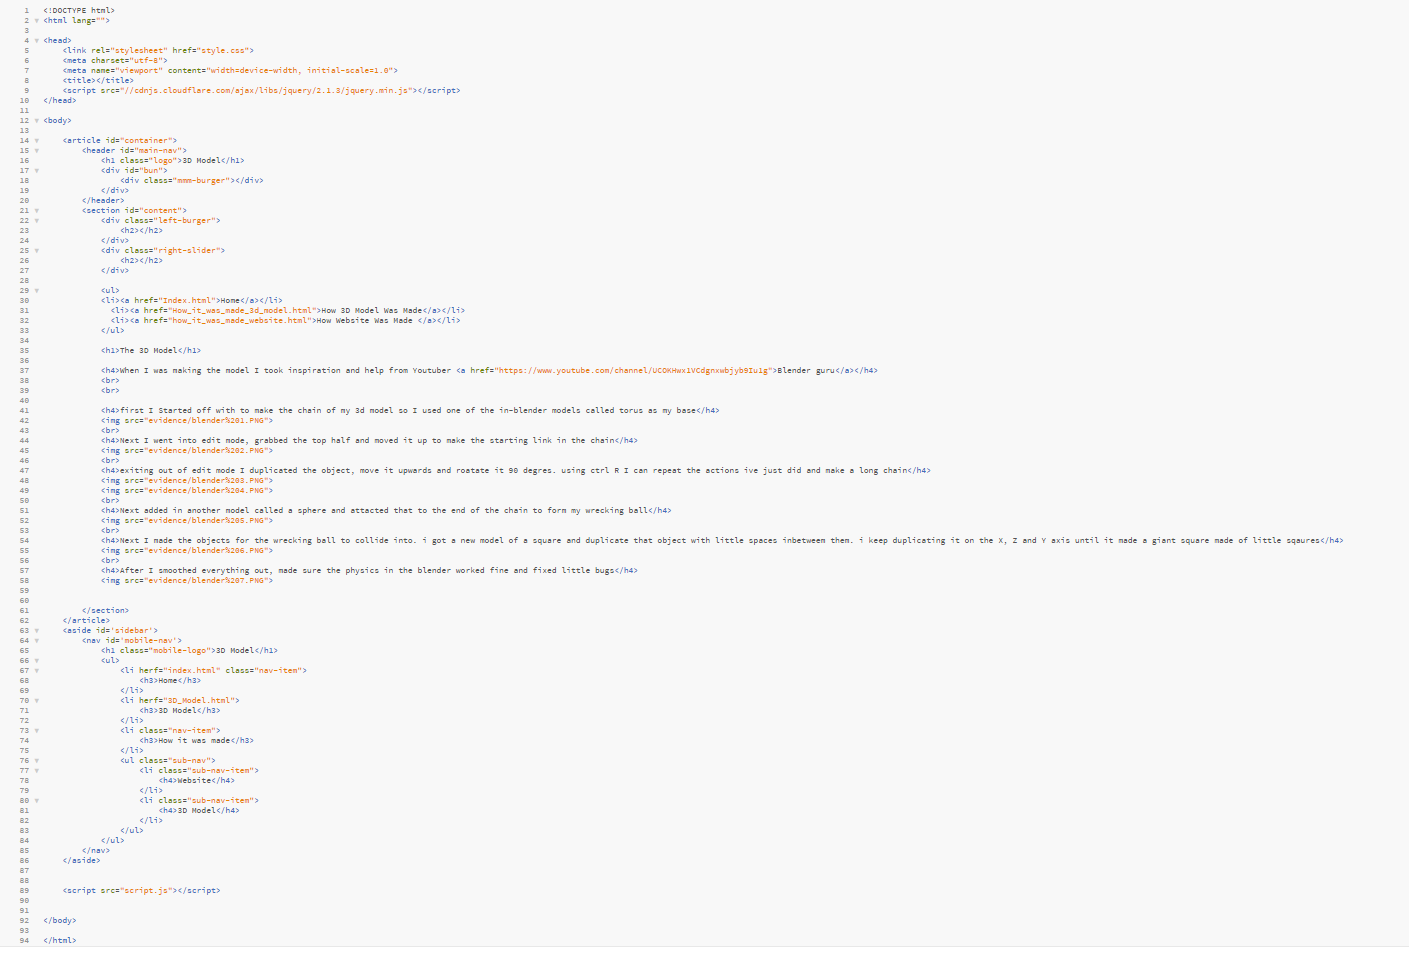 1 <!DOCTYPE html>
2 <html lang="">
3
4 <head>
5 <link rel="stylesheet" href="style.css">
6 <meta charset="utf-8">
7 <meta name="viewport" content="width=device-width, initial-scale=1.0">
8 <title></title>
9 <script src="//cdnjs.cloudflare.com/ajax/libs/jquery/2.1.3/jquery.min.js"></script>
10 </head>
11
12 <body>
13
14 <article id="container">
15 <header id="main-nav">
16 <h1 class="logo">3D Model</h1>
17 <div id="bun">
18 <div class="mmm-burger"></div>
19 </div>
20 </header>
21 <section id="content">
22 <div class="left-burger">
23 <h2></h2>
24 </div>
25 <div class="right-slider">
26 <h2></h2>
27 </div>
28
29 <ul>
30 <li><a href="Index.html">Home</a></li>
31 <li><a href="How_it_was_made_3d_model.html">How 3D Model Was Made</a></li>
32 <li><a href="how_it_was_made_website.html">How Website Was Made </a></li>
33 </ul>
34
35 <h1>The 3D Model</h1>
36
37 <h4>When I was making the model I took inspiration and help from Youtuber <a href="https://www.youtube.com/channel/UCOKHwx1VCdgnxwbjyb9Iu1g">Blender guru</a></h4>
38 <br>
39 <br>
40
41 <h4>first I Started off with to make the chain of my 3d model so I used one of the in-blender models called torus as my base</h4>
42 <img src="evidence/blender%201.PNG">
43 <br>
44 <h4>Next I went into edit mode, grabbed the top half and moved it up to make the starting link in the chain</h4>
45 <img src="evidence/blender%202.PNG">
46 <br>
47 <h4>exiting out of edit mode I duplicated the object, move it upwards and roatate it 90 degres. using ctrl R I can repeat the actions ive just did and make a long chain</h4>
48 <img src="evidence/blender%203.PNG">
49 <img src="evidence/blender%204.PNG">
50 <br>
51 <h4>Next added in another model called a sphere and attacted that to the end of the chain to form my wrecking ball</h4>
52 <img src="evidence/blender%205.PNG">
53 <br>
54 <h4>Next I made the objects for the wrecking ball to collide into. i got a new model of a square and duplicate that object with little spaces inbetweem them. i keep duplicating it on the X, Z and Y axis until it made a giant square made of little sqaures</h4>
55 <img src="evidence/blender%206.PNG">
56 <br>
57 <h4>After I smoothed everything out, made sure the physics in the blender worked fine and fixed little bugs</h4>
58 <img src="evidence/blender%207.PNG">
59
60
61 </section>
62 </article>
63 <aside id='sidebar'>
64 <nav id='mobile-nav'>
65 <h1 class="mobile-logo">3D Model</h1>
66 <ul>
67 <li herf="index.html" class="nav-item">
68 <h3>Home</h3>
69 </li>
70 <li herf="3D_Model.html">
71 <h3>3D Model</h3>
72 </li>
73 <li class="nav-item">
74 <h3>How it was made</h3>
75 </li>
76 <ul class="sub-nav">
77 <li class="sub-nav-item">
78 <h4>Website</h4>
79 </li>
80 <li class="sub-nav-item">
81 <h4>3D Model</h4>
82 </li>
83 </ul>
84 </ul>
85 </nav>
86 </aside>
87
88
89 <script src="script.js"></script>
90
91
92 </body>
93
94 </html>